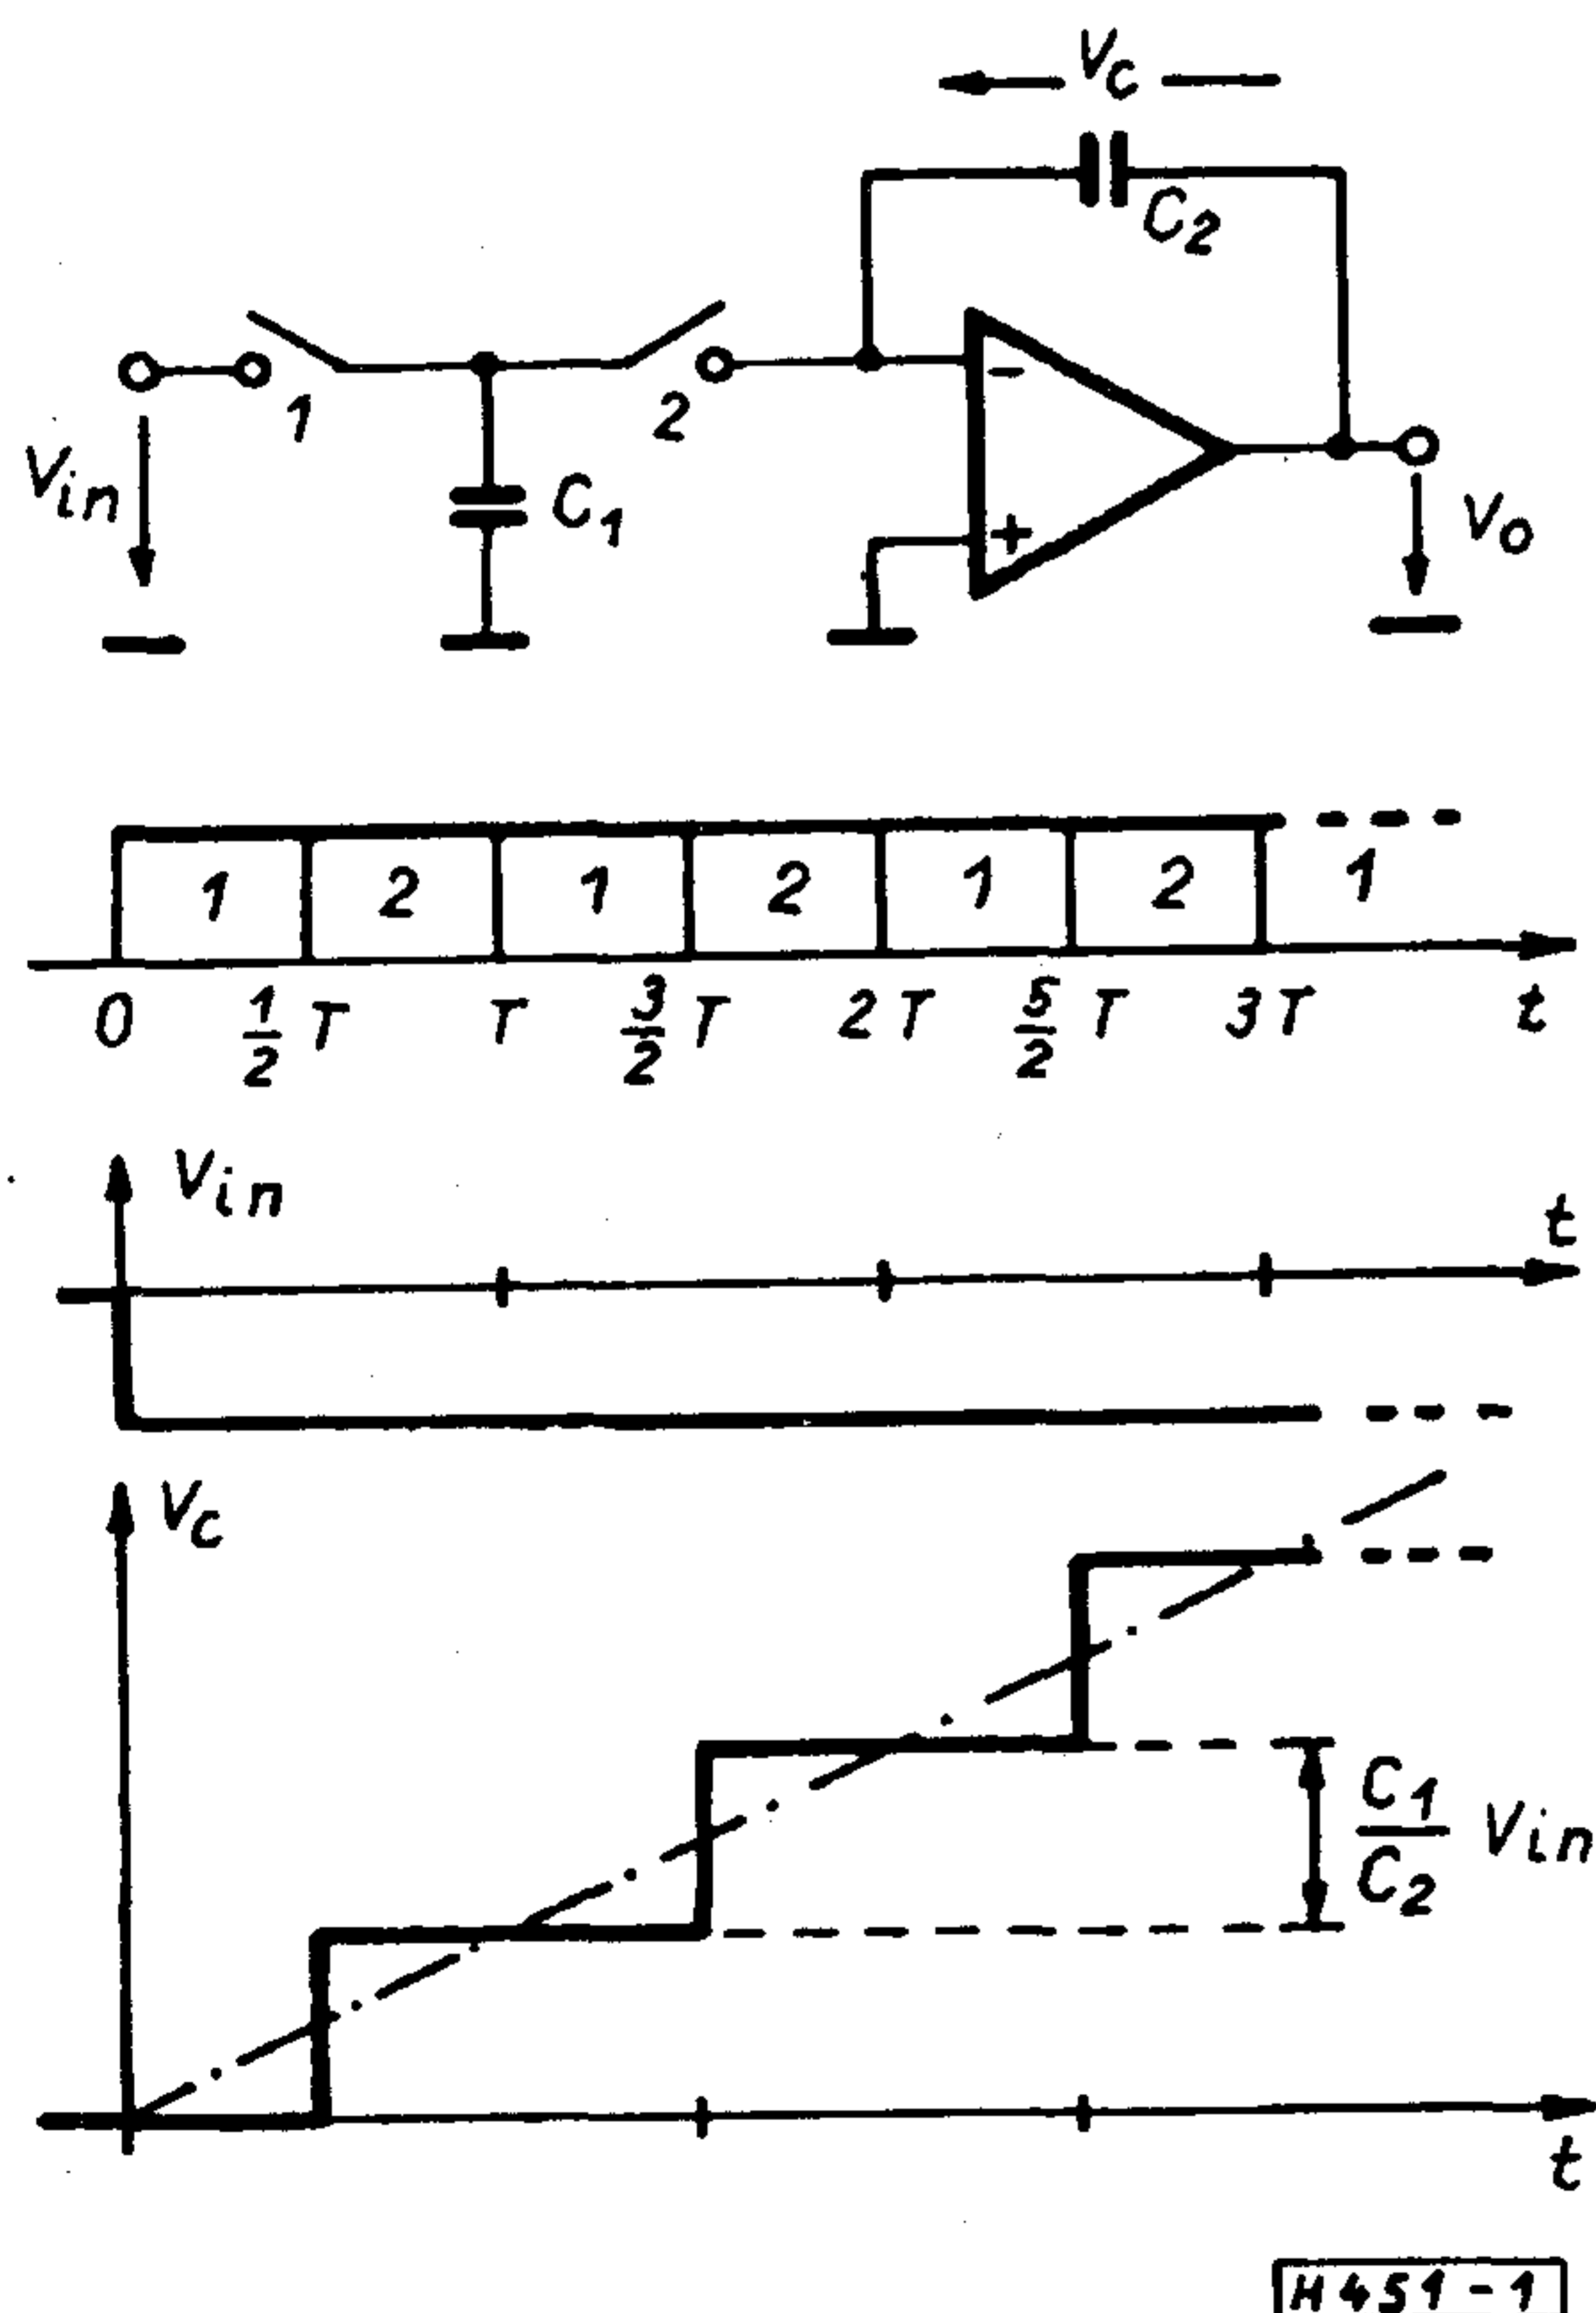 Vc
C2
1
2
-
Vin
C1
+
Vo
1 2 1 2 1 2 1
0 1/2 T T 3/2 T 2T 5/2 T 3T t
Vin
t
Vc
C1/C2 Vin
t
H451-1